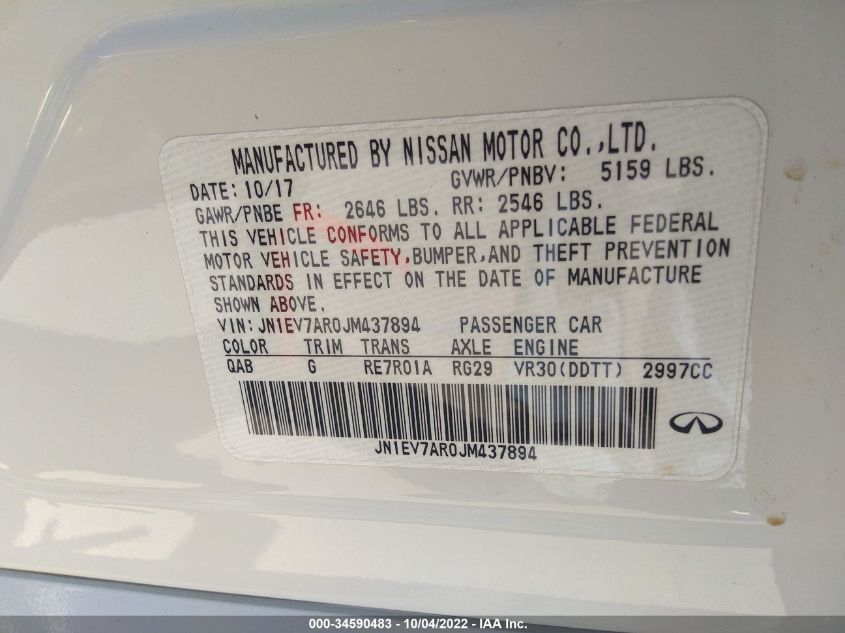 MANUFACTURED BY NISSAN MOTOR CO.,LTD.
DATE: 10/17 GVWR/PNBV: 5159 LBS.
GAWR/PNBE FR: 2646 LBS. RR: 2546 LBS.
THIS VEHICLE CONFORMS TO ALL APPLICABLE FEDERAL
MOTOR VEHICLE SAFETY,BUMPER,AND THEFT PREVENTION
STANDARDS IN EFFECT ON THE DATE OF MANUFACTURE
SHOWN ABOVE.
VIN:JN1EV7AR0JM437894 PASSENGER CAR
COLOR TRIM TRANS AXLE ENGINE
QAB G RE7R01A RG29 VR30(DDTT) 2997CC
JN1EV7AR0JM437894
000-34590483 - 10/04/2022 - IAA Inc.